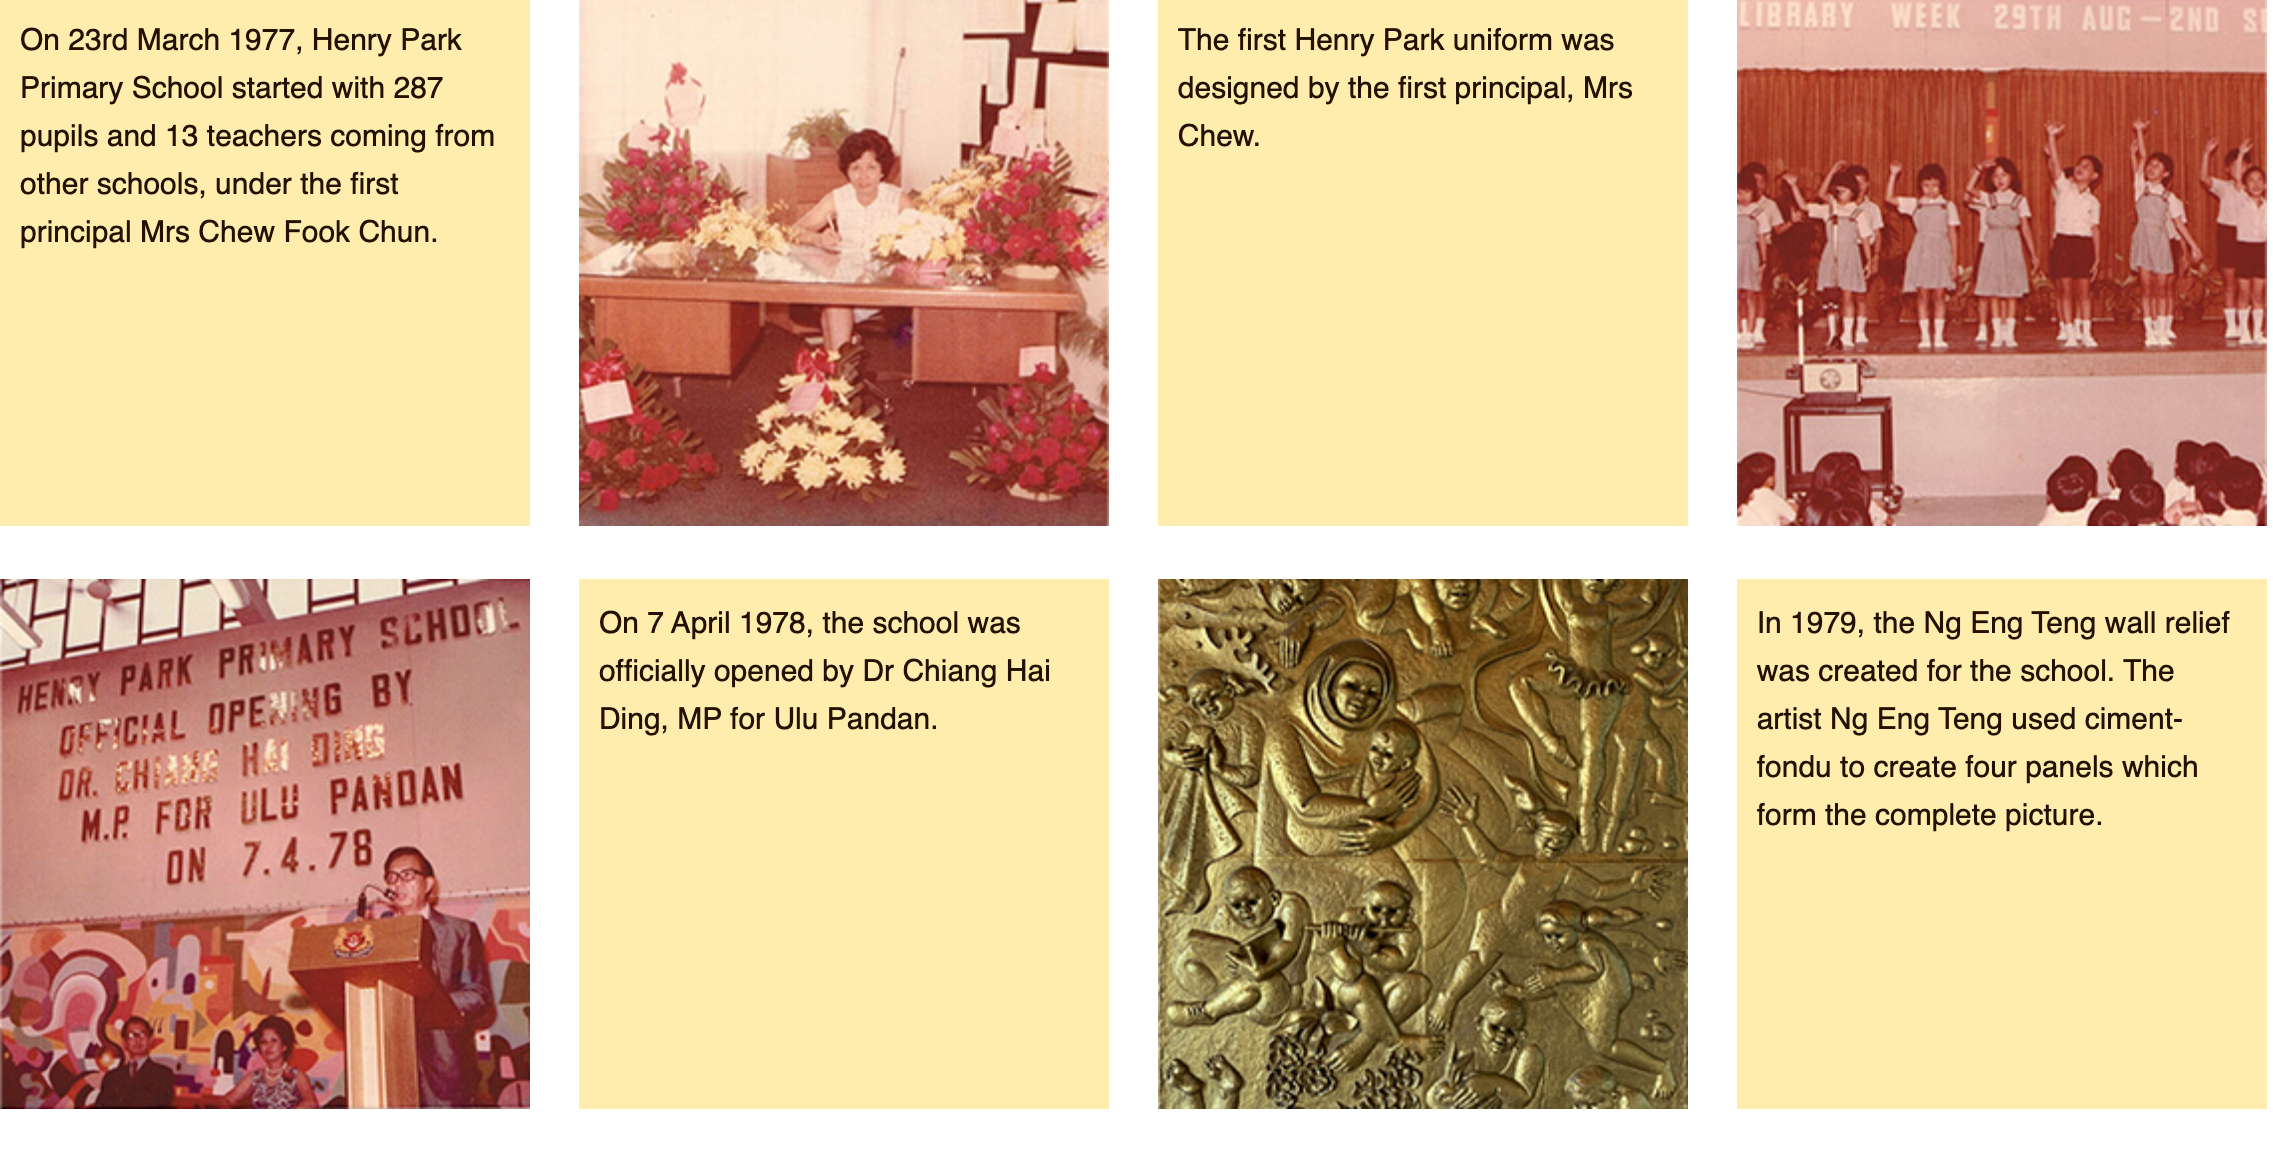 On 23rd March 1977, Henry Park
Primary School started with 287
pupils and 13 teachers coming from
other schools, under the first
principal Mrs Chew Fook Chun.
The first Henry Park uniform was
designed by the first principal, Mrs
Chew.
LIBRARY WEEK 29TH AUG – 2ND SE
HENRY PARK PRIMARY SCHOOL
OFFICIAL OPENING BY
DR. CHIANG HAI DING
M.P. FOR ULU PANDAN
ON 7.4.78
On 7 April 1978, the school was
officially opened by Dr Chiang Hai
Ding, MP for Ulu Pandan.
In 1979, the Ng Eng Teng wall relief
was created for the school. The
artist Ng Eng Teng used ciment-
fondu to create four panels which
form the complete picture.